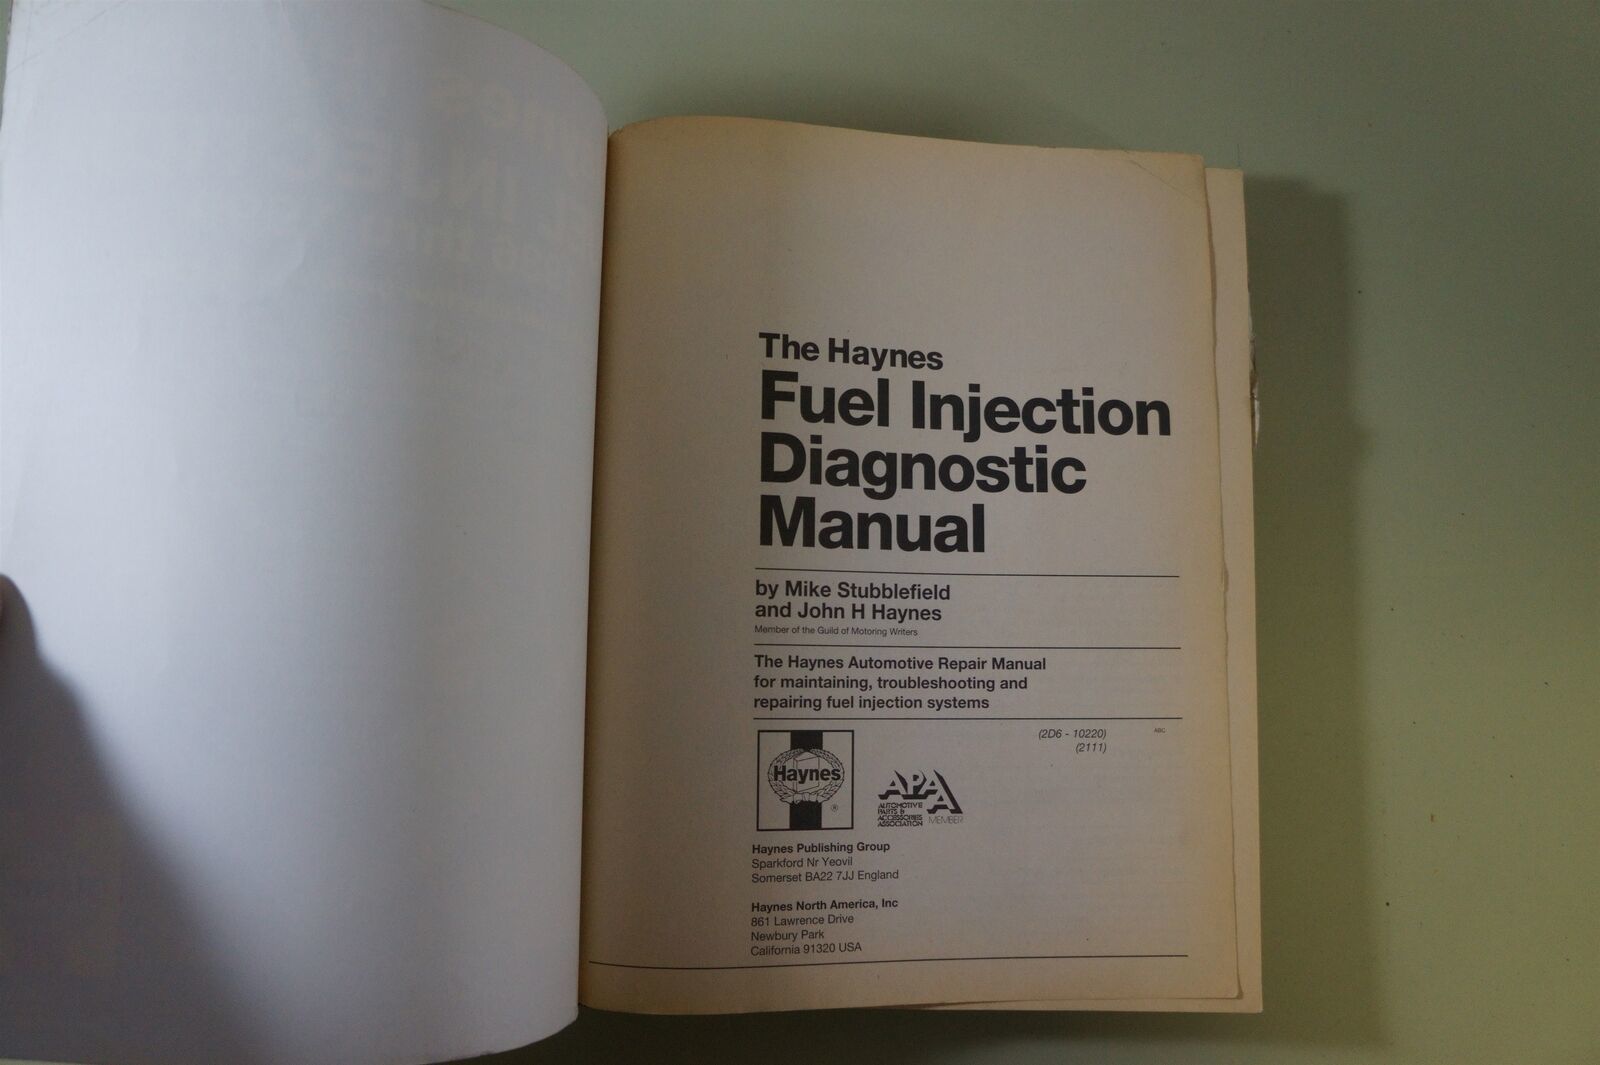 The Haynes
Fuel Injection
Diagnostic
Manual
by Mike Stubblefield
and John H Haynes
Member of the Guild of Motoring Writers
The Haynes Automotive Repair Manual
for maintaining, troubleshooting and
repairing fuel injection systems
(2D6 - 10220)
ABC
(2111)
Haynes
®
APAA
AUTOMOTIVE
PARTS &
ACCESSORIES
ASSOCIATION MEMBER
Haynes Publishing Group
Sparkford Nr Yeovil
Somerset BA22 7JJ England
Haynes North America, Inc
861 Lawrence Drive
Newbury Park
California 91320 USA